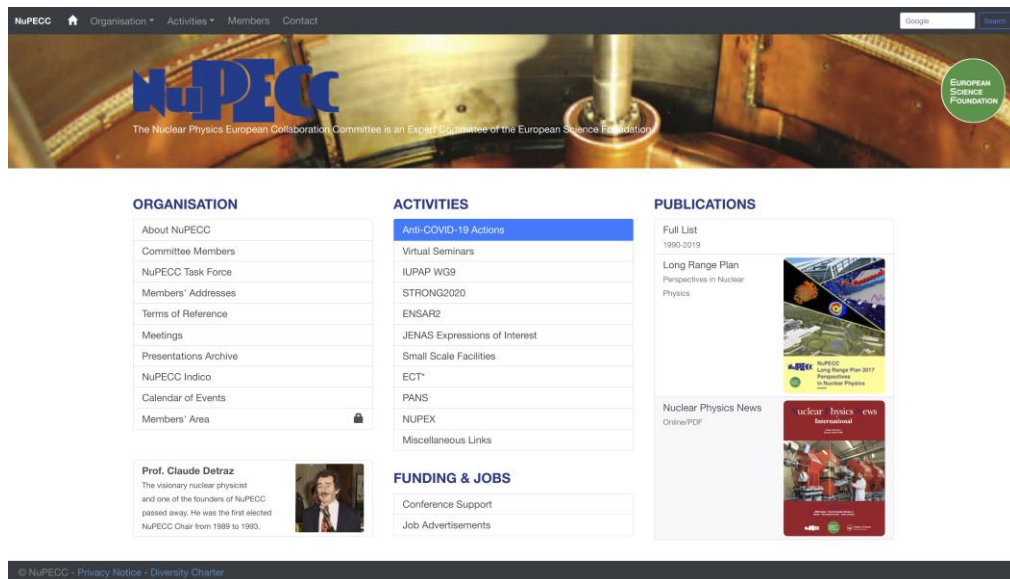 NuPECC Organisation Activities Members Contact Google Search
NuPECC
EUROPEAN
SCIENCE
FOUNDATION
The Nuclear Physics European Collaboration Committee is an Expert Committee of the European Science Foundation
ORGANISATION
About NuPECC
Committee Members
NuPECC Task Force
Members' Addresses
Terms of Reference
Meetings
Presentations Archive
NuPECC Indico
Calendar of Events
Members' Area
Prof. Claude Detraz
The visionary nuclear physicist
and one of the founders of NuPECC
passed away. He was the first elected
NuPECC Chair from 1989 to 1993.
ACTIVITIES
Anti-COVID-19 Actions
Virtual Seminars
IUPAP WG9
STRONG2020
ENSAR2
JENAS Expressions of Interest
Small Scale Facilities
ECT*
PANS
NUPEX
Miscellaneous Links
FUNDING & JOBS
Conference Support
Job Advertisements
PUBLICATIONS
Full List
1990-2019
Long Range Plan
Perspectives in Nuclear
Physics
NuPECC
NuPECC
Long Range Plan 2017
Perspectives
in Nuclear Physics
Nuclear Physics News
Online/PDF
Nuclear Physics News
International
© NuPECC - Privacy Notice - Diversity Charter